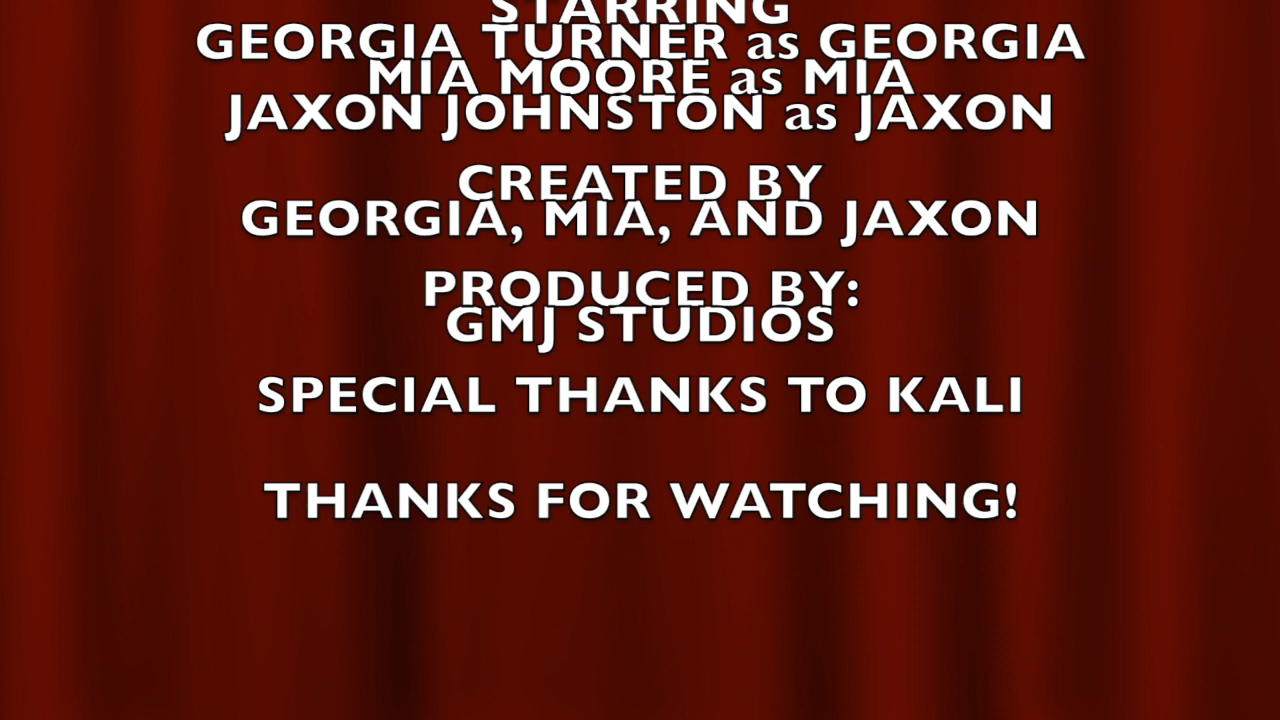 STARRING
GEORGIA TURNER as GEORGIA
MIA MOORE as MIA
JAXON JOHNSTON as JAXON
CREATED BY
GEORGIA, MIA, AND JAXON
PRODUCED BY:
GMJ STUDIOS
SPECIAL THANKS TO KALI
THANKS FOR WATCHING!